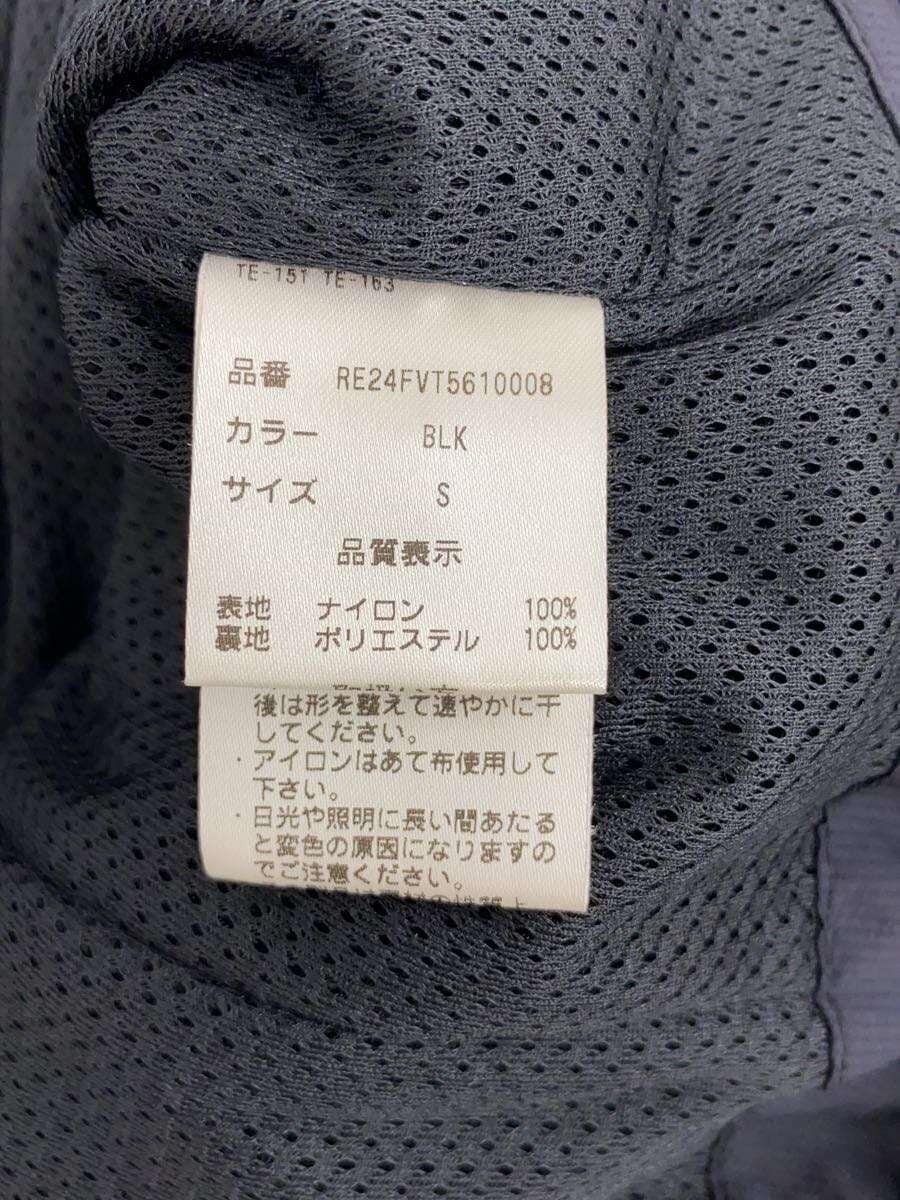 TE-151 TE-163
品番 RE24FVT5610008
カラー BLK
サイズ S
品質表示
表地 ナイロン 100%
裏地 ポリエステル 100%
後は形を整えて速やかに干
してください。
・アイロンはあて布使用して
下さい。
・日光や照明に長い間あたる
と変色の原因になりますの
でご注意ください。